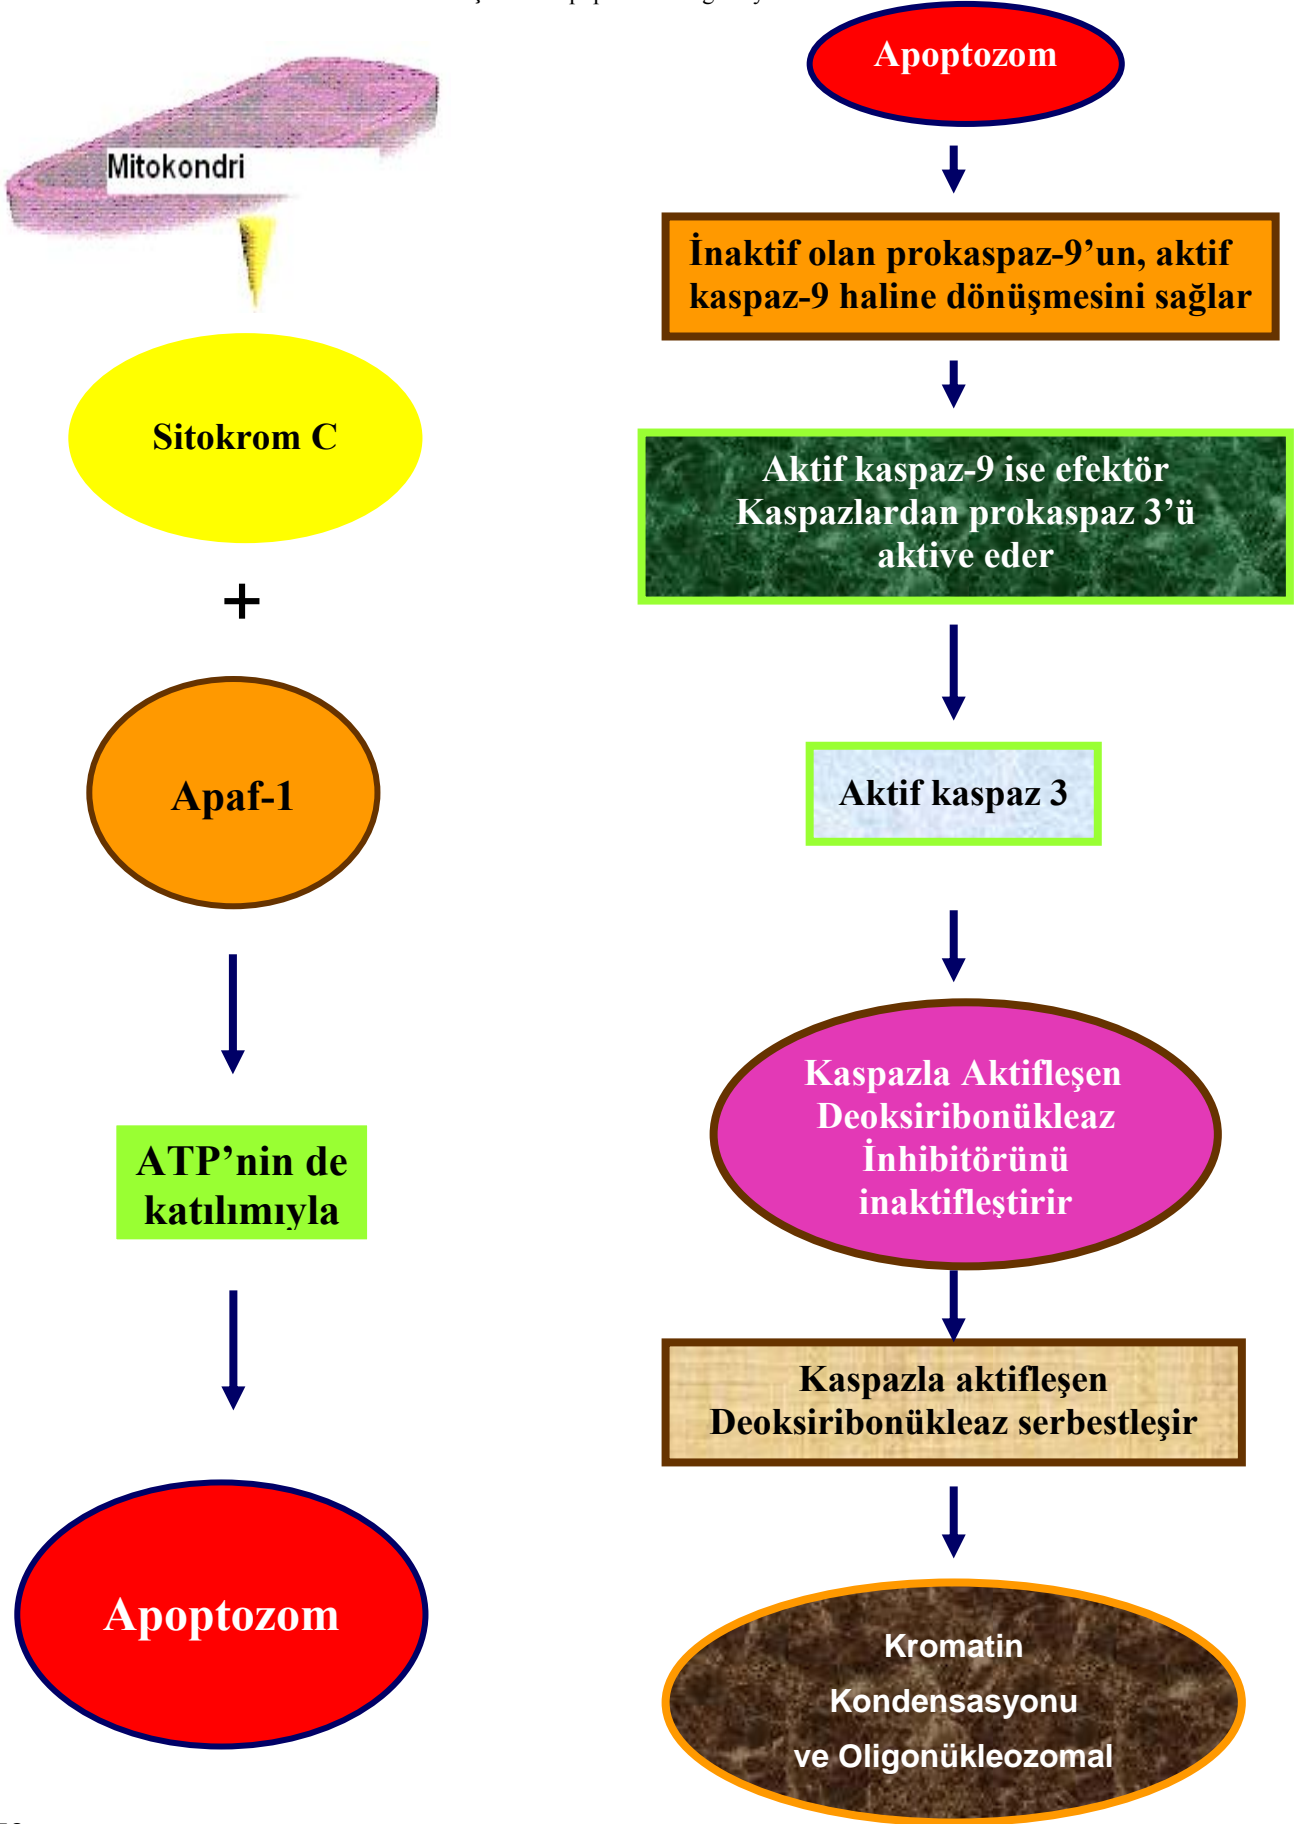 Mitokondri
Sitokrom C
+
Apaf-1
ATP’nin de
katılımıyla
Apoptozom
Apoptozom
İnaktif olan prokaspaz-9’un, aktif
kaspaz-9 haline dönüşmesini sağlar
Aktif kaspaz-9 ise efektör
Kaspazlardan prokaspaz 3’ü
aktive eder
Aktif kaspaz 3
Kaspazla Aktifleşen
Deoksiribonükleaz
İnhibitörünü
inaktifleştirir
Kaspazla aktifleşen
Deoksiribonükleaz serbestleşir
Kromatin
Kondensasyonu
ve Oligonükleozomal